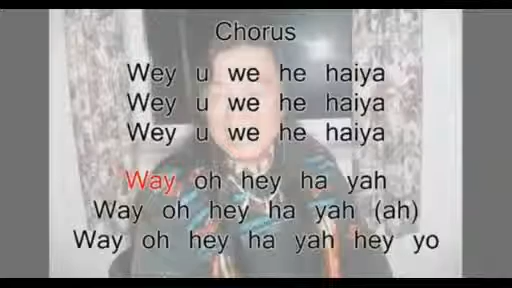 Chorus
Wey u we he haiya
Wey u we he haiya
Wey u we he haiya
Way oh hey ha yah
Way oh hey ha yah (ah)
Way oh hey ha yah hey yo